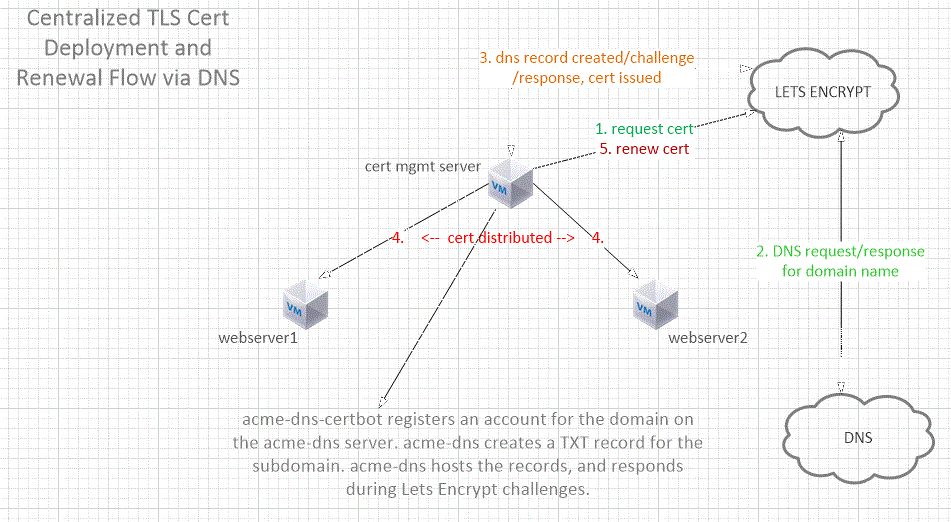 Centralized TLS Cert
Deployment and
Renewal Flow via DNS
3. dns record created/challenge
/response, cert issued
LETS ENCRYPT
1. request cert
5. renew cert
cert mgmt server
VM
4. <-- cert distributed --> 4.
2. DNS request/response
for domain name
VM
VM
webserver1
webserver2
acme-dns-certbot registers an account for the domain on
the acme-dns server. acme-dns creates a TXT record for the
subdomain. acme-dns hosts the records, and responds
during Lets Encrypt challenges.
DNS